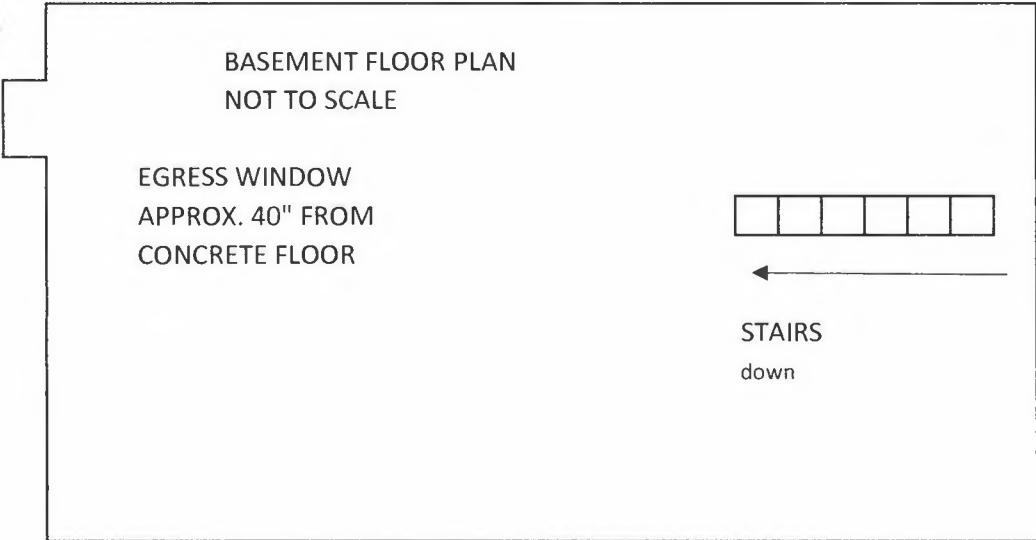 BASEMENT FLOOR PLAN
NOT TO SCALE
EGRESS WINDOW
APPROX. 40" FROM
CONCRETE FLOOR
STAIRS
down